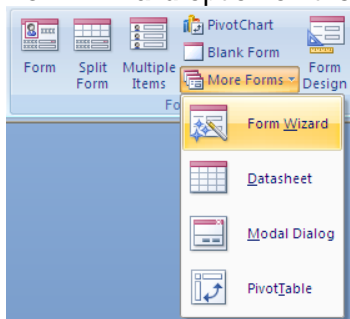 Form
Split
Form
Multiple
Items
PivotChart
Blank Form
More Forms
Form
Design
Fo
Form Wizard
Datasheet
Modal Dialog
PivotTable